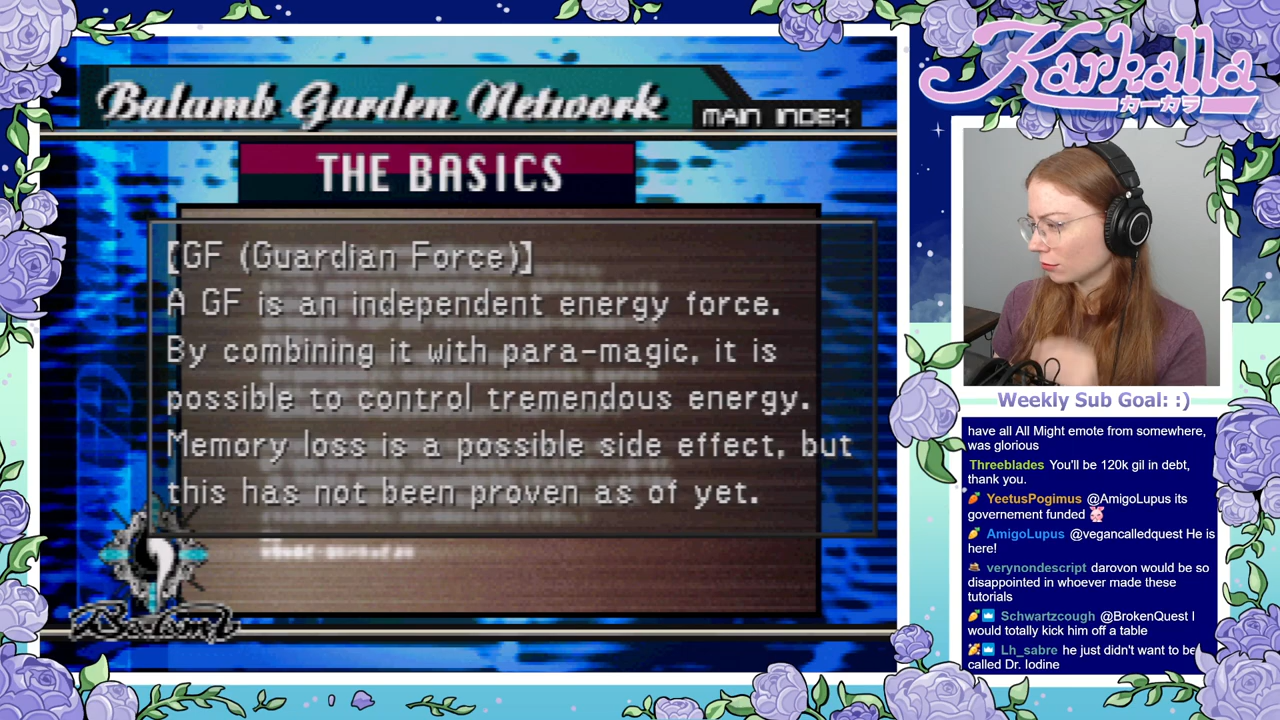 Balamb Garden Network
MAIN INDEX
THE BASICS
[GF (Guardian Force)]
A GF is an independent energy force.
By combining it with para-magic, it is
possible to control tremendous energy.
Memory loss is a possible side effect, but
this has not been proven as of yet.
Balamb
Karkalla
カーカラ
Weekly Sub Goal: :)
have all All Might emote from somewhere,
was glorious
Threeblades You'll be 120k gil in debt,
thank you.
YeetusPogimus @AmigoLupus its
governement funded
AmigoLupus @vegancalledquest He is
here!
verynondescript darovon would be so
disappointed in whoever made these
tutorials
Schwartzcough @BrokenQuest I
would totally kick him off a table
Lh_sabre he just didn't want to be
called Dr. Iodine